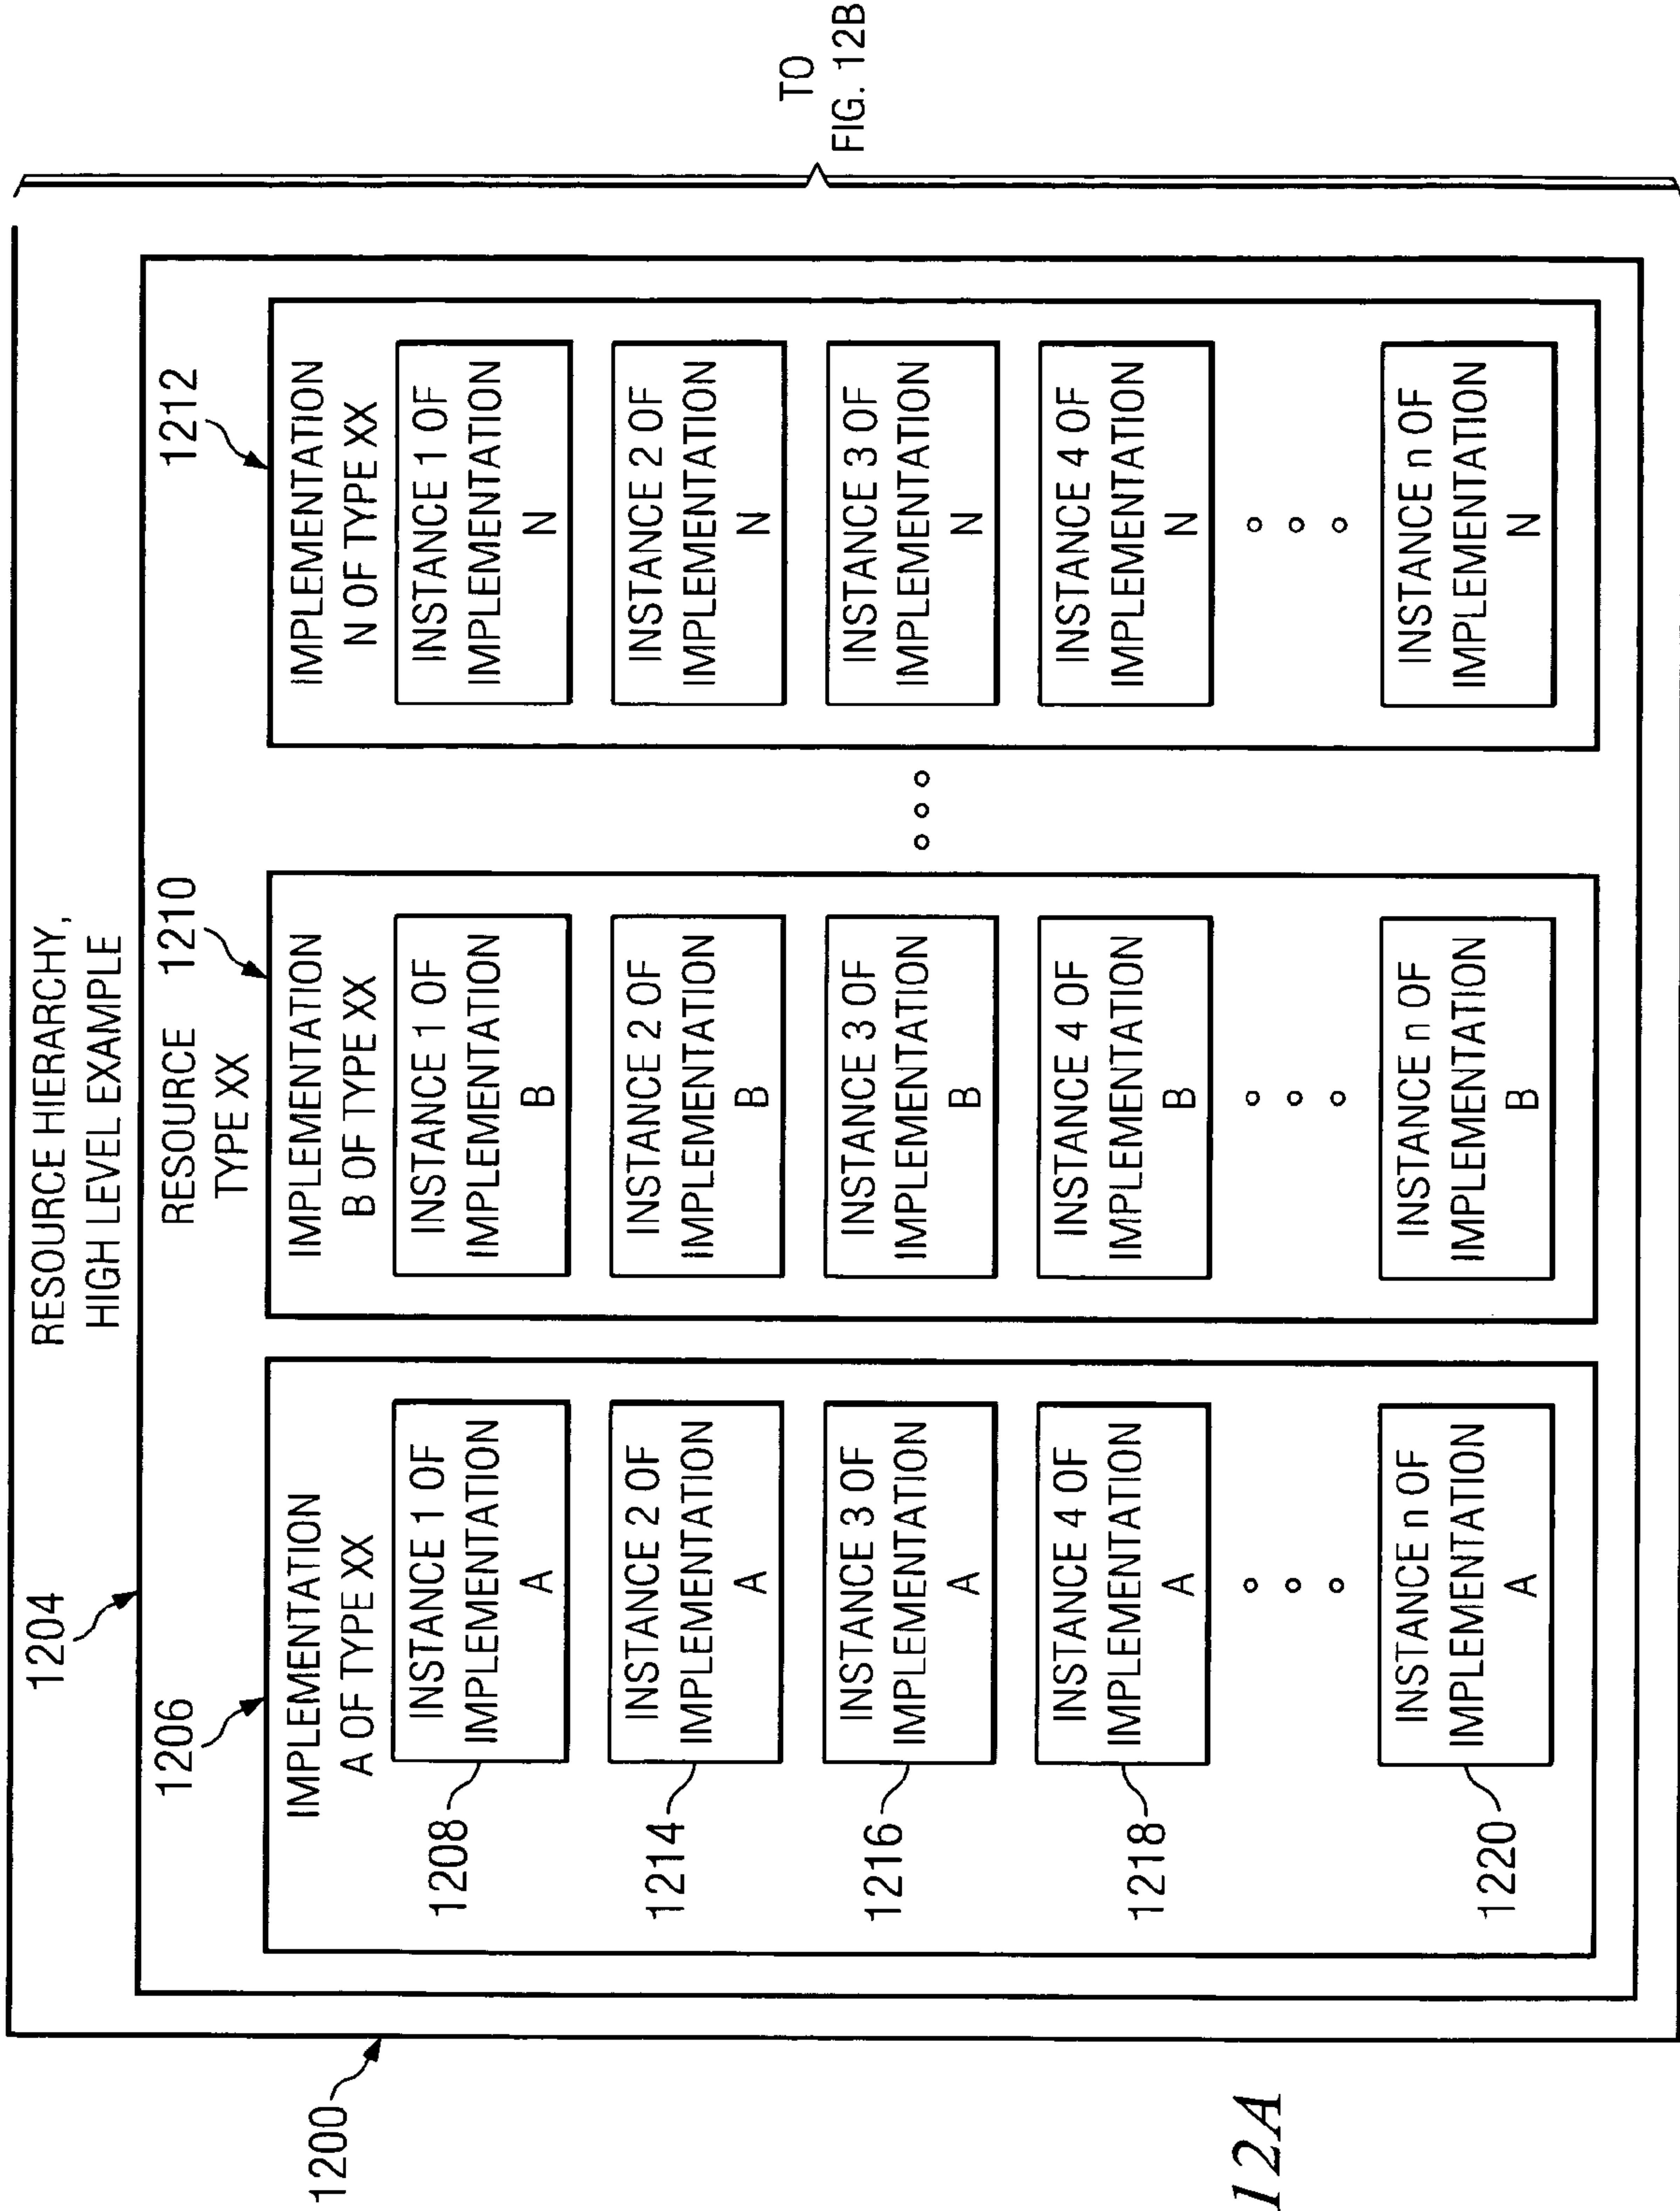 RESOURCE HIERARCHY,
HIGH LEVEL EXAMPLE
1200
1204
RESOURCE
TYPE XX
1206
IMPLEMENTATION
A OF TYPE XX
1208
INSTANCE 1 OF
IMPLEMENTATION
A
1214
INSTANCE 2 OF
IMPLEMENTATION
A
1216
INSTANCE 3 OF
IMPLEMENTATION
A
1218
INSTANCE 4 OF
IMPLEMENTATION
A
1220
INSTANCE n OF
IMPLEMENTATION
A
1210
IMPLEMENTATION
B OF TYPE XX
INSTANCE 1 OF
IMPLEMENTATION
B
INSTANCE 2 OF
IMPLEMENTATION
B
INSTANCE 3 OF
IMPLEMENTATION
B
INSTANCE 4 OF
IMPLEMENTATION
B
INSTANCE n OF
IMPLEMENTATION
B
1212
IMPLEMENTATION
N OF TYPE XX
INSTANCE 1 OF
IMPLEMENTATION
N
INSTANCE 2 OF
IMPLEMENTATION
N
INSTANCE 3 OF
IMPLEMENTATION
N
INSTANCE 4 OF
IMPLEMENTATION
N
INSTANCE n OF
IMPLEMENTATION
N
TO
FIG. 12B
12A